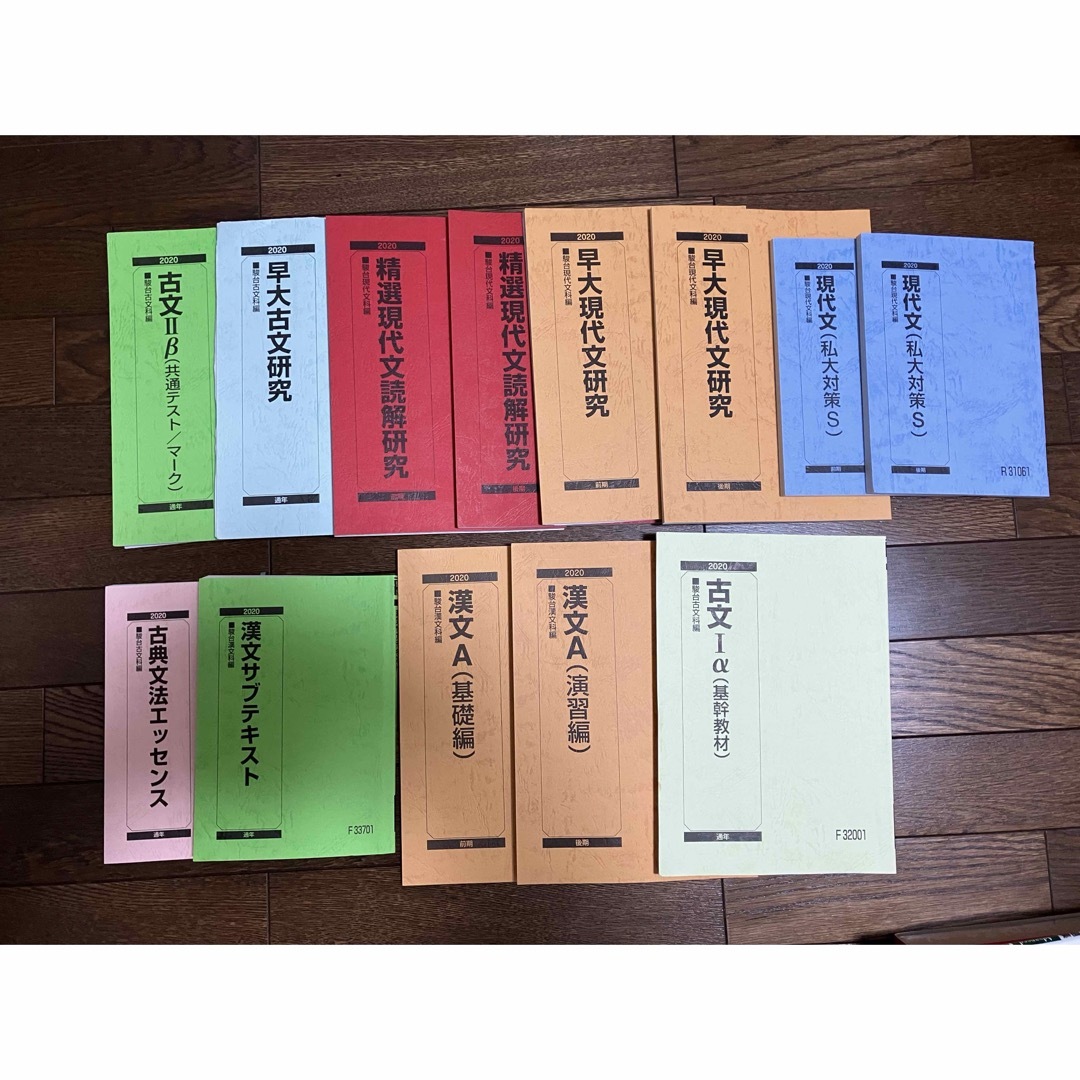 2020
古文Ⅱβ(共通テスト/マーク)
■駿台古文科編
通年
2020
早大古文研究
■駿台古文科編
通年
2020
精選現代文読解研究
■駿台現代文科編
前期
2020
精選現代文読解研究
■駿台現代文科編
後期
2020
早大現代文研究
■駿台現代文科編
前期
2020
早大現代文研究
■駿台現代文科編
後期
2020
現代文(私大対策S)
■駿台現代文科編
前期
2020
現代文(私大対策S)
■駿台現代文科編
後期
R 31061
2020
古典文法エッセンス
■駿台古文科編
通年
2020
漢文サブテキスト
■駿台漢文科編
通年
F 33701
2020
漢文A(基礎編)
■駿台漢文科編
前期
2020
漢文A(演習編)
■駿台漢文科編
後期
2020
古文Ⅰα(基幹教材)
■駿台古文科編
通年
F 32001